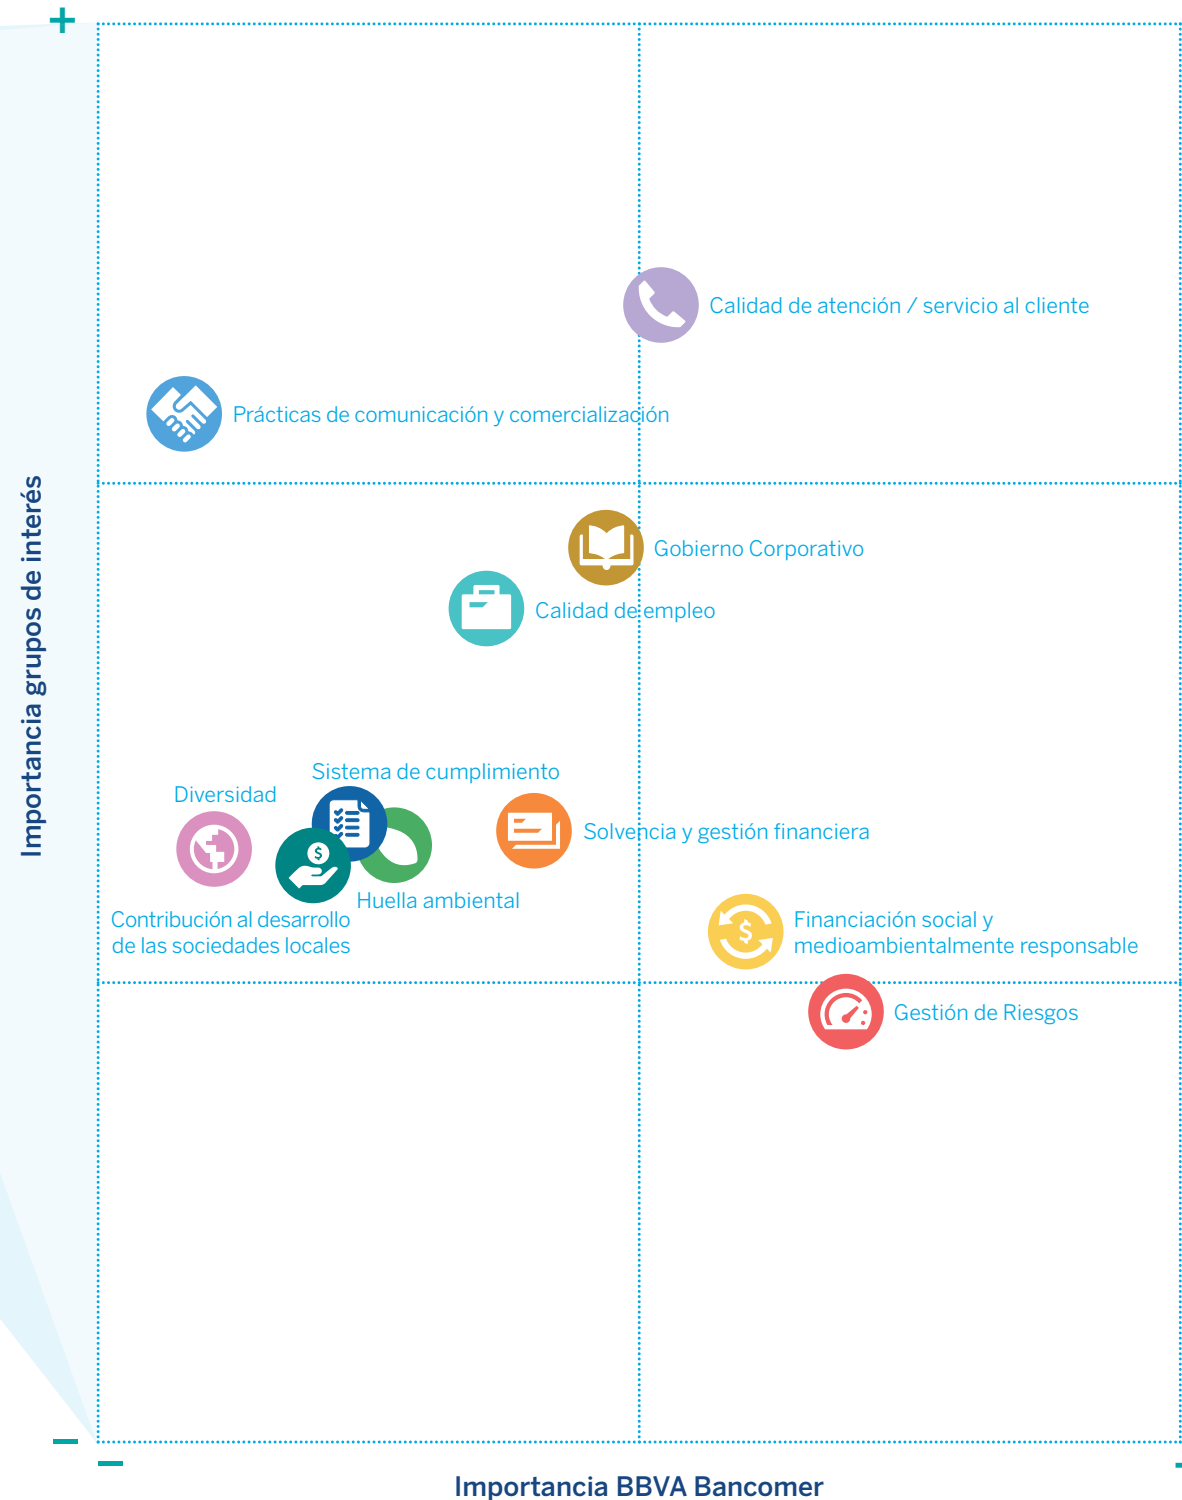 +
Calidad de atención / servicio al cliente
Prácticas de comunicación y comercialización
Importancia grupos de interés
Gobierno Corporativo
Calidad de empleo
Sistema de cumplimiento
Diversidad
Solvencia y gestión financiera
$
Huella ambiental
Contribución al desarrollo
de las sociedades locales
$
Financiación social y
medioambientalmente responsable
Gestión de Riesgos
–
–
Importancia BBVA Bancomer